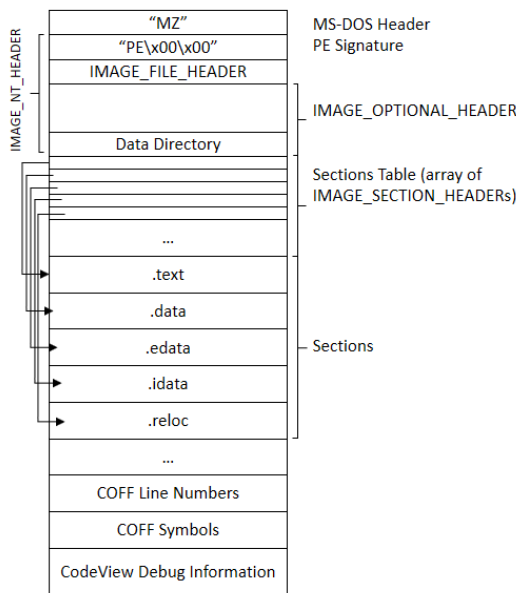 “MZ”
MS-DOS Header
“PE\x00\x00”
PE Signature
IMAGE_FILE_HEADER
IMAGE_NT_HEADER
IMAGE_OPTIONAL_HEADER
Data Directory
Sections Table (array of
IMAGE_SECTION_HEADERs)
...
.text
.data
.edata
Sections
.idata
.reloc
...
COFF Line Numbers
COFF Symbols
CodeView Debug Information